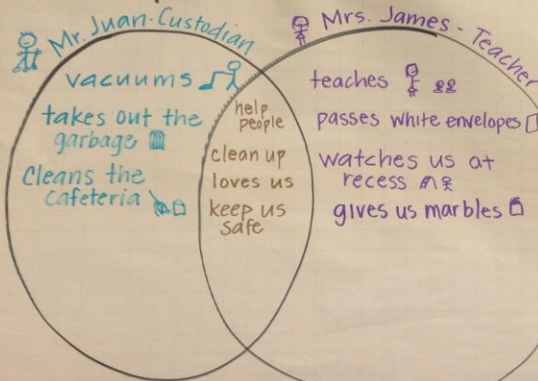 Mr. Juan-Custodian
vacuums
takes out the
garbage
Cleans the
cafeteria
help
people
clean up
loves us
keep us
safe
Mrs. James - Teacher
teaches
passes white envelopes
watches us at
recess
gives us marbles